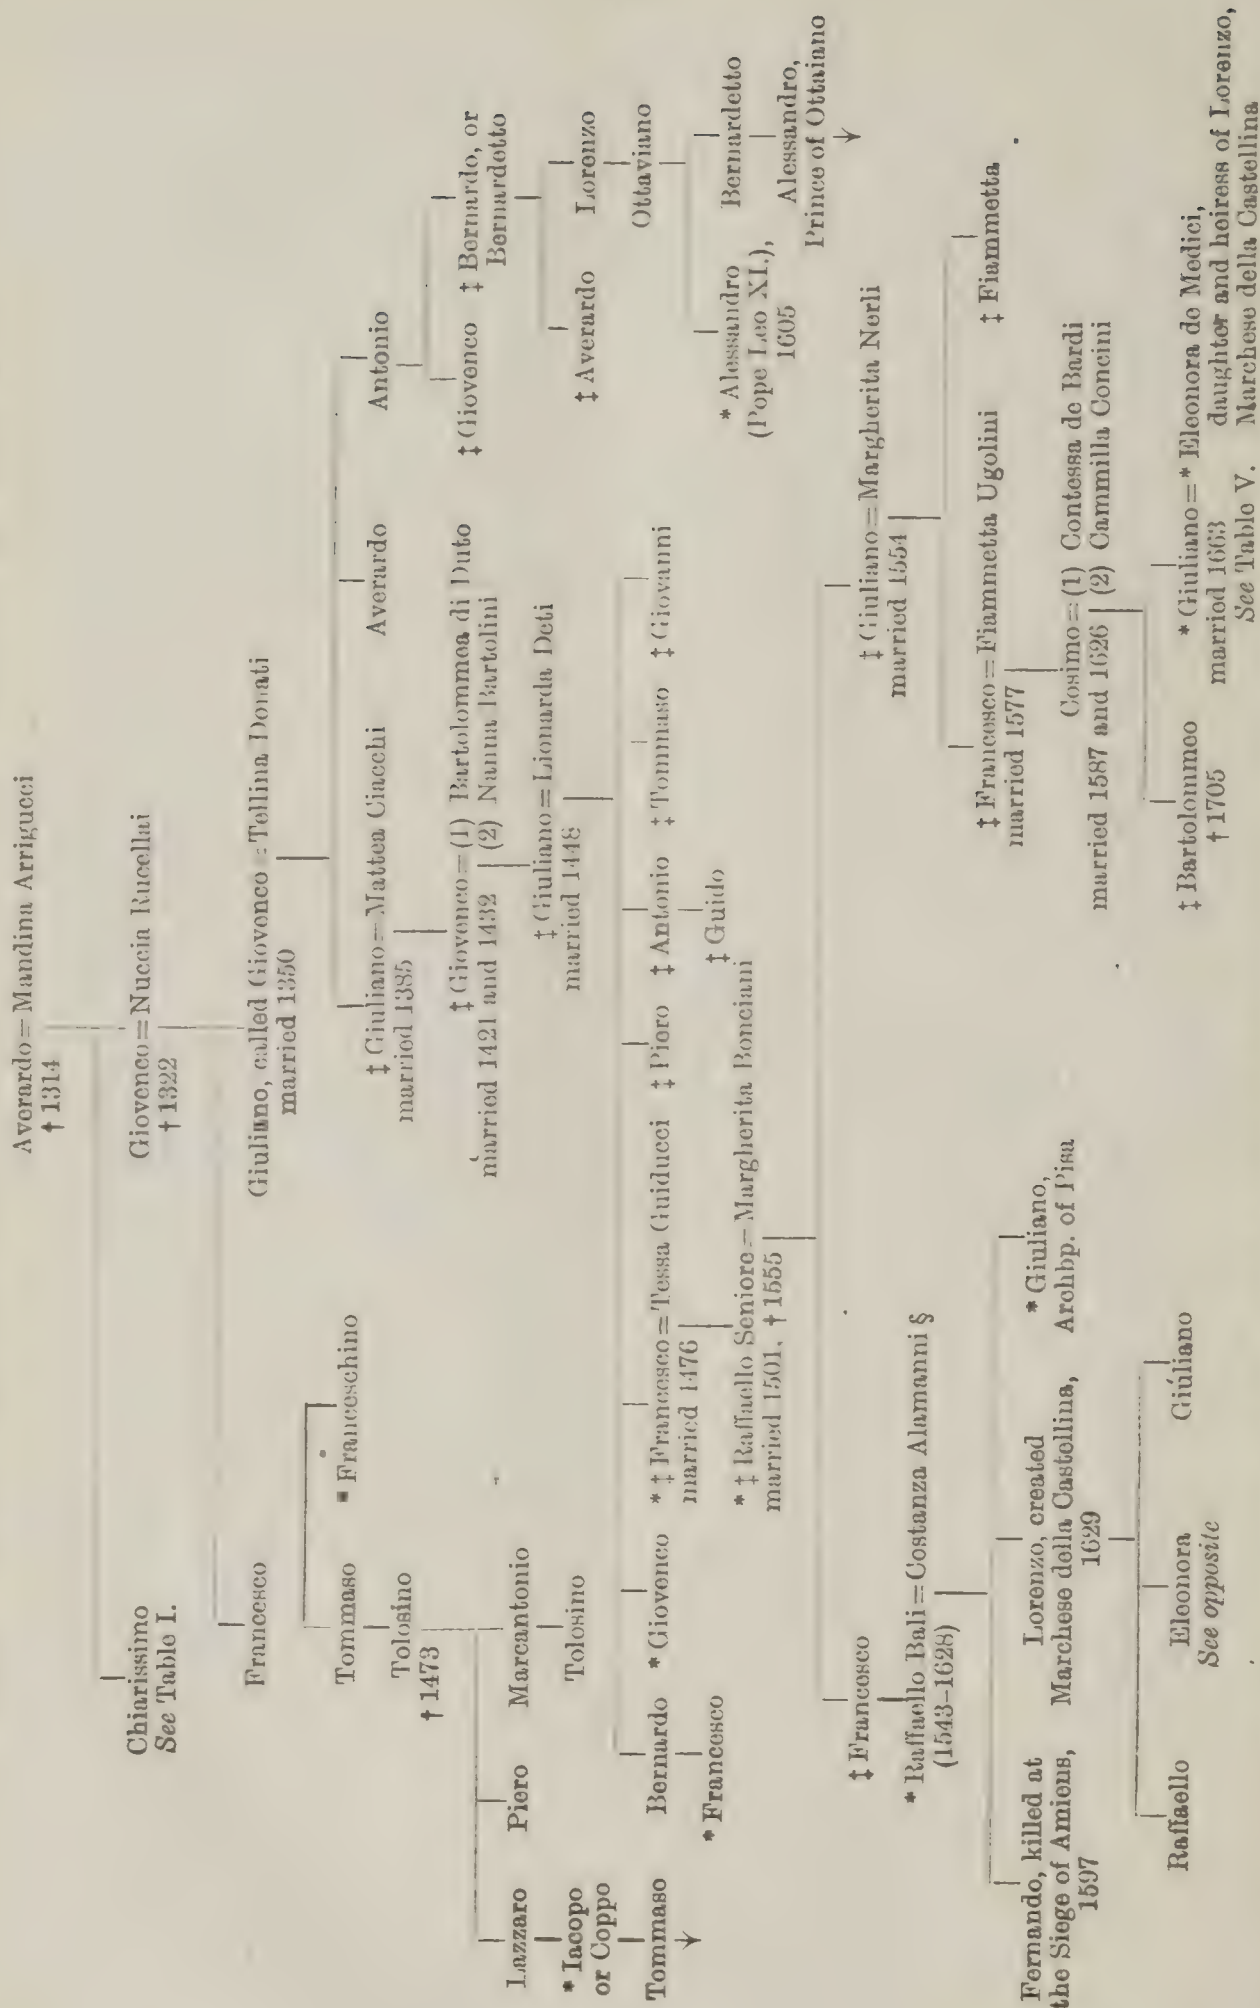 Averardo=Mandina Arrigucci
†1314
Chiarissimo
See Table I.
Giovenco=Nuccia Rucellai
†1322
Francesco
Giuliano, called Giovenco=Tellina Donati
married 1350
Tommaso
* Franceschino
‡ Giuliano=Mattea Ciacchi
married 1385
Averardo
Antonio
Tolosino
†1473
‡ Giovenco=(1) Bartolommea di Duto
married 1421 and 1432 (2) Nanna Bartolini
‡ Giovenco
‡ Bernardo, or
Bernardetto
Lazzaro
Piero
Marcantonio
‡ Giuliano=Lionarda Deti
married 1448
‡ Averardo
Lorenzo
* Iacopo
or Coppo
Tolosino
Ottaviano
Tommaso
Bernardo
* Giovenco
* ‡ Francesco=Tessa Guiducci
married 1476
‡ Piero
‡ Antonio
‡ Tommaso
‡ Giovanni
* Alessandro
(Pope Leo XI.),
1605
Bernardetto
* Francesco
* ‡ Raffaello Seniore=Margherita Bonciani
married 1501, †1555
‡ Guido
Alessandro,
Prince of Ottaiano
‡ Francesco
‡ Giuliano=Margherita Nerli
married 1554
* Raffaello Bali=Costanza Alamanni §
(1543-1628)
‡ Francesco=Fiammetta Ugolini
married 1577
‡ Fiammetta
Fernando, killed at
the Siege of Amiens,
1597
Lorenzo, created
Marchese della Castellina,
1629
* Giuliano,
Archbp. of Pisa
Cosimo=(1) Contessa de Bardi
married 1587 and 1626 (2) Cammilla Concini
Raffaello
Eleonora
See opposite
Giuliano
‡ Bartolommeo
†1705
* Giuliano=* Eleonora de Medici,
married 1663 daughter and heiress of Lorenzo,
See Table V. Marchese della Castellina